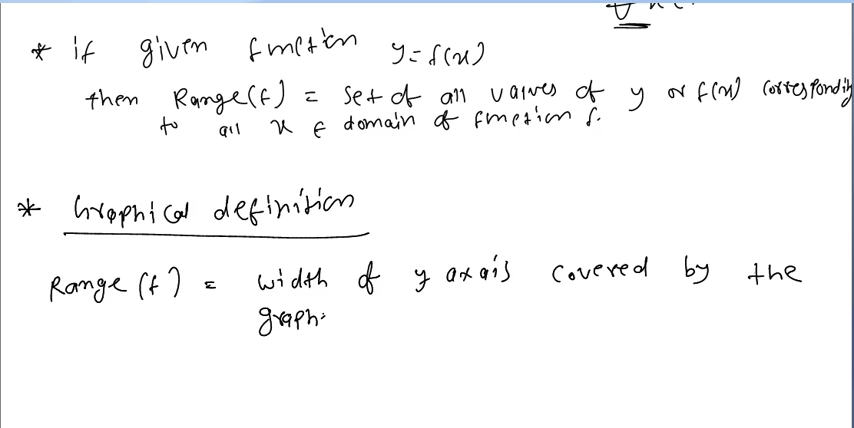 * if given function y=f(x)
then Range(f) = set of all values of y or f(x) corresponding
to all x ∈ domain of function f.
* Graphical definition
Range (f) = width of y axais covered by the
graph.